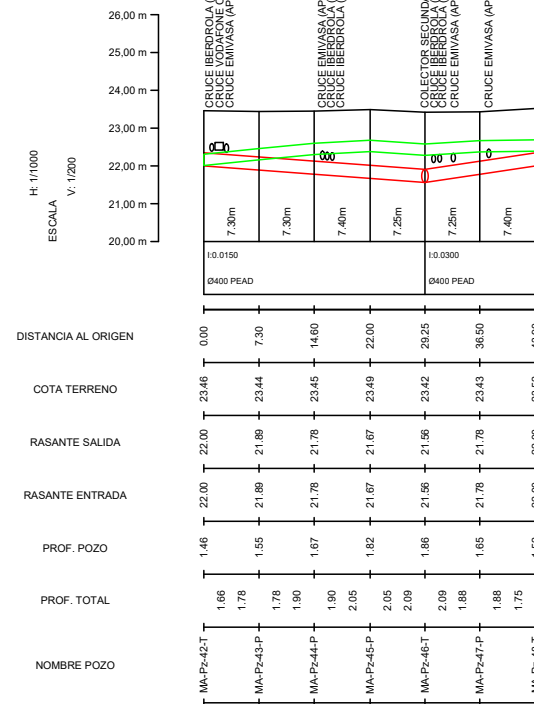 26,00 m
25,00 m
24,00 m
23,00 m
22,00 m
21,00 m
20,00 m
H: 1/1000
ESCALA
V: 1/200
CRUCE IBERDROLA (
CRUCE VODAFONE
CRUCE EMIVASA (AP
CRUCE EMIVASA (AP
CRUCE IBERDROLA (
CRUCE IBERDROLA (
COLECTOR SECUNDA
CRUCE IBERDROLA (
CRUCE IBERDROLA (
CRUCE EMIVASA (AP
CRUCE EMIVASA (AP
7.30m
7.30m
7.40m
7.25m
7.25m
7.40m
I:0.0150
I:0.0300
Ø400 PEAD
Ø400 PEAD
DISTANCIA AL ORIGEN
0.00 7.30 14.60 22.00 29.25 36.50
COTA TERRENO
23.46 23.44 23.45 23.49 23.42 23.43
RASANTE SALIDA
22.00 21.89 21.78 21.67 21.56 21.78
RASANTE ENTRADA
22.00 21.89 21.78 21.67 21.56 21.78
PROF. POZO
1.46 1.55 1.67 1.82 1.86 1.65
PROF. TOTAL
1.66 1.78 1.78 1.90 1.90 2.05 2.05 2.09 2.09 1.88 1.88 1.75
NOMBRE POZO
MA-Pz-42-T MA-Pz-43-P MA-Pz-44-P MA-Pz-45-P MA-Pz-46-T MA-Pz-47-P